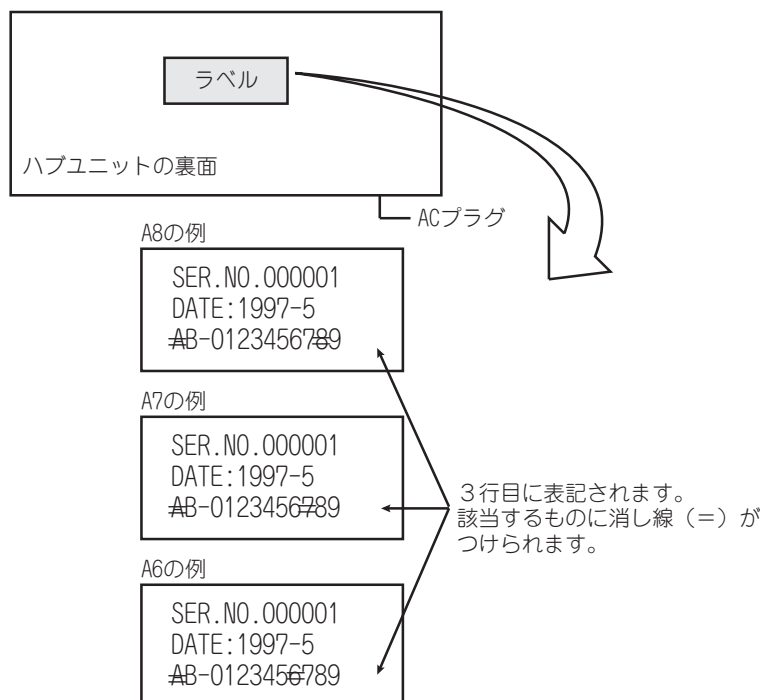 ラベル
ハブユニットの裏面
ACプラグ
A8の例
SER.NO.000001
DATE:1997-5
AB-0123456789
A7の例
SER.NO.000001
DATE:1997-5
AB-0123456789
3行目に表記されます。
該当するものに消し線（=）が
つけられます。
A6の例
SER.NO.000001
DATE:1997-5
AB-0123456789